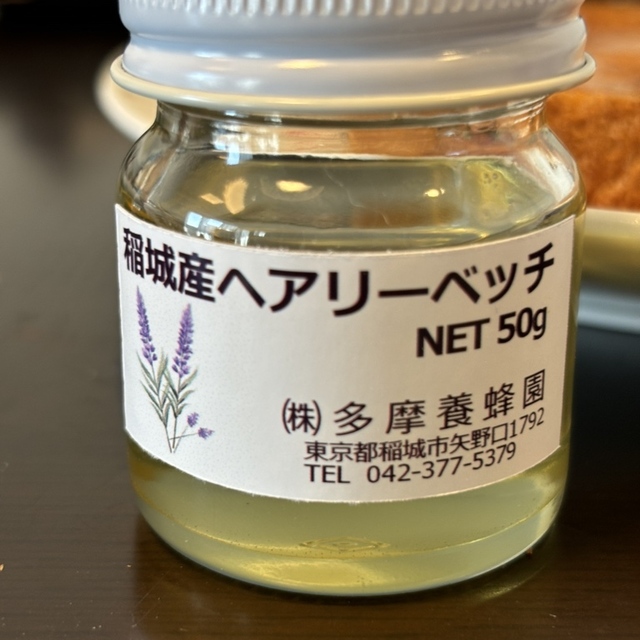 稲城産ヘアリーベッチ
NET 50g
㈱多摩養蜂園
東京都稲城市矢野口1792
TEL 042-377-5379